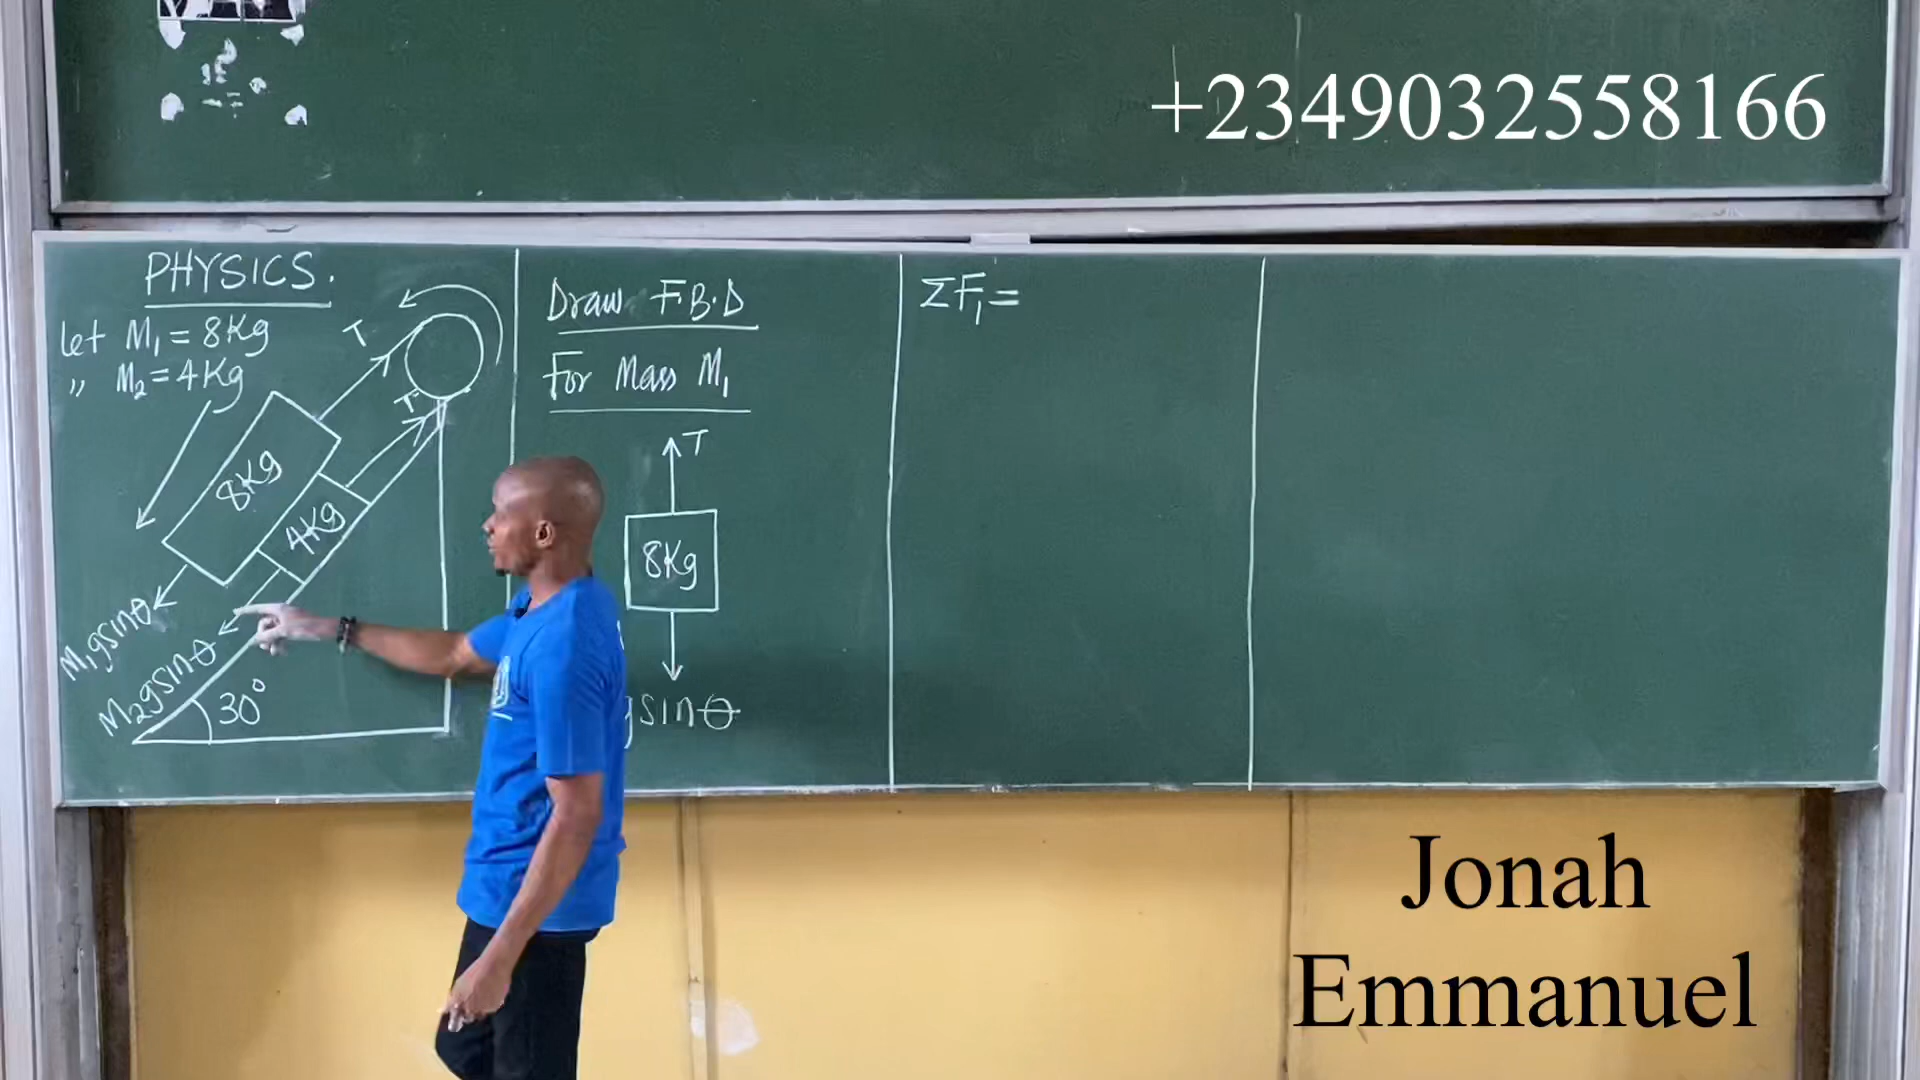 +2349032558166
PHYSICS.
Let M₁ = 8Kg
,, M₂ = 4Kg
T
T
8Kg
4Kg
M₁gsinθ
M₂gsinθ
30°
Draw F.B.D
For Mass M₁
T
8Kg
gsinθ
ΣF₁ =
Jonah
Emmanuel